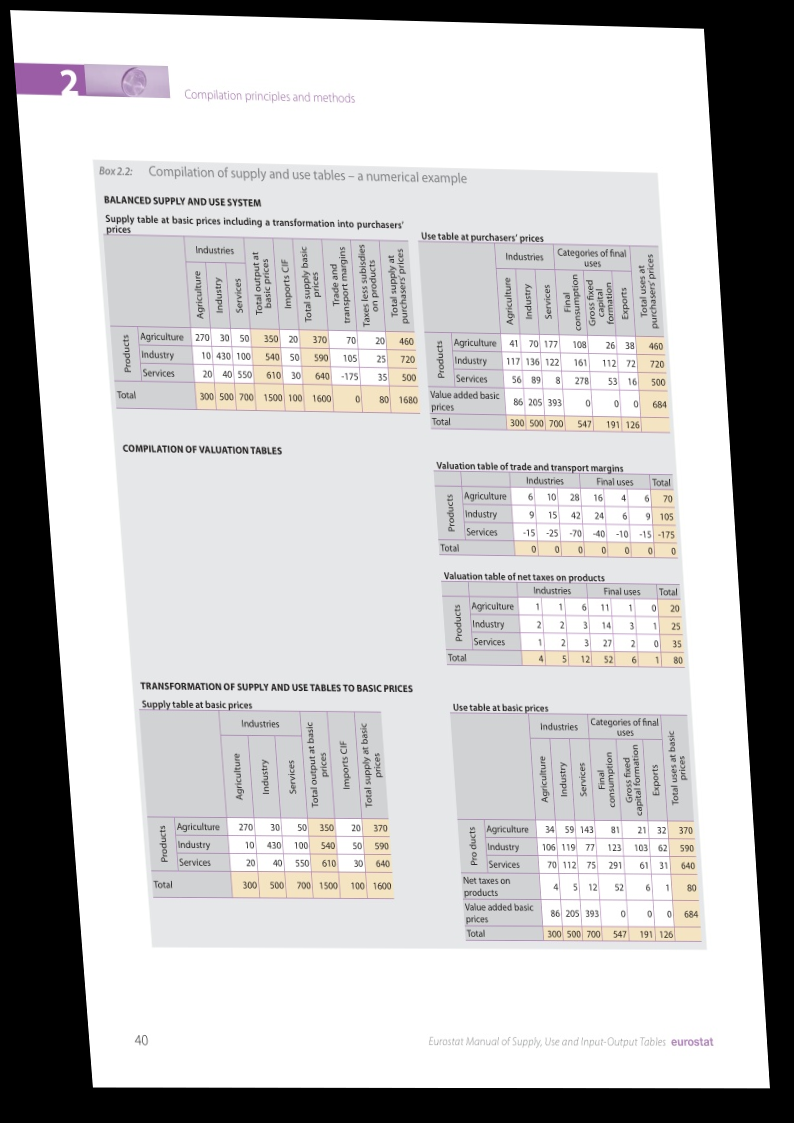 2
Compilation principles and methods
Box 2.2: Compilation of supply and use tables – a numerical example
BALANCED SUPPLY AND USE SYSTEM
Supply table at basic prices including a transformation into purchasers'
prices
Industries
Agriculture Industry Services Total output at basic prices Imports CIF Total supply basic prices Trade and transport margins Taxes less subisdies on products Total supply at purchasers' prices
Products
Agriculture 270 30 50 350 20 370 70 20 460
Industry 10 430 100 540 50 590 105 25 720
Services 20 40 550 610 30 640 -175 35 500
Total 300 500 700 1500 100 1600 0 80 1680
Use table at purchasers' prices
Industries Categories of final uses
Agriculture Industry Services Final consumption Gross fixed capital formation Exports Total uses at purchasers' prices
Products
Agriculture 41 70 177 108 26 38 460
Industry 117 136 122 161 112 72 720
Services 56 89 8 278 53 16 500
Value added basic prices 86 205 393 0 0 0 684
Total 300 500 700 547 191 126
COMPILATION OF VALUATION TABLES
Valuation table of trade and transport margins
Industries Final uses Total
Products
Agriculture 6 10 28 16 4 6 70
Industry 9 15 42 24 6 9 105
Services -15 -25 -70 -40 -10 -15 -175
Total 0 0 0 0 0 0 0
Valuation table of net taxes on products
Industries Final uses Total
Products
Agriculture 1 1 6 11 1 0 20
Industry 2 2 3 14 3 1 25
Services 1 2 3 27 2 0 35
Total 4 5 12 52 6 1 80
TRANSFORMATION OF SUPPLY AND USE TABLES TO BASIC PRICES
Supply table at basic prices
Industries
Agriculture Industry Services Total output at basic prices Imports CIF Total supply at basic prices
Products
Agriculture 270 30 50 350 20 370
Industry 10 430 100 540 50 590
Services 20 40 550 610 30 640
Total 300 500 700 1500 100 1600
Use table at basic prices
Industries Categories of final uses
Agriculture Industry Services Final consumption Gross fixed capital formation Exports Total uses at basic prices
Pro ducts
Agriculture 34 59 143 81 21 32 370
Industry 106 119 77 123 103 62 590
Services 70 112 75 291 61 31 640
Net taxes on products 4 5 12 52 6 1 80
Value added basic prices 86 205 393 0 0 0 684
Total 300 500 700 547 191 126
40
Eurostat Manual of Supply, Use and Input-Output Tables eurostat